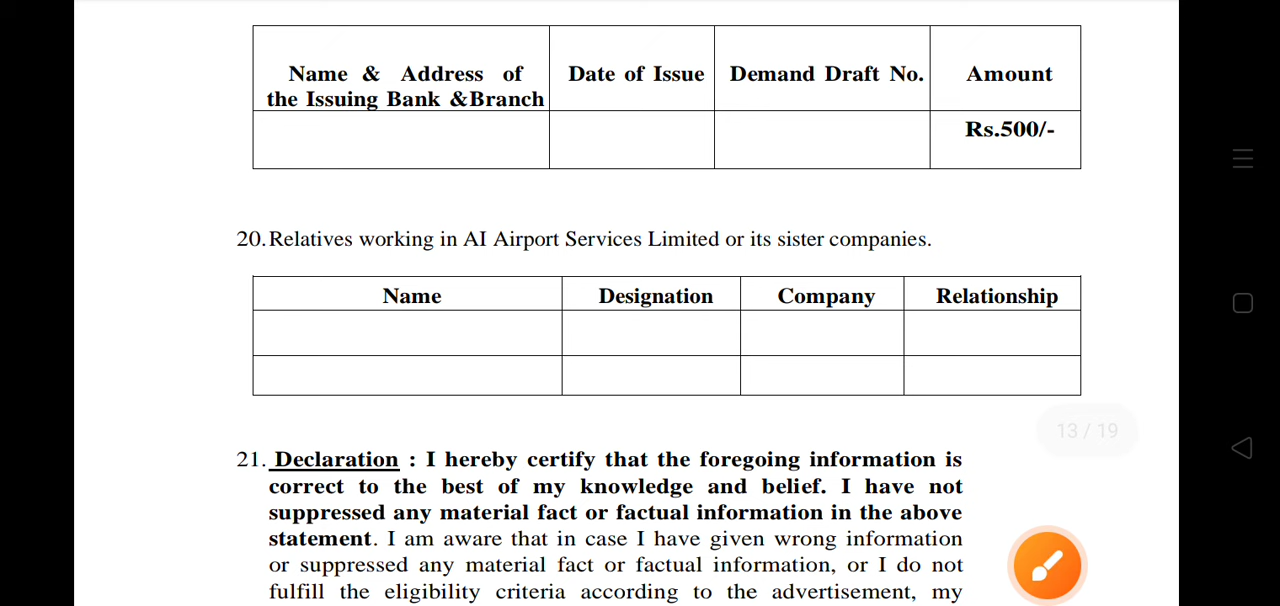 Name & Address of the Issuing Bank &Branch
Date of Issue
Demand Draft No.
Amount
Rs.500/-
20.Relatives working in AI Airport Services Limited or its sister companies.
Name
Designation
Company
Relationship
13 / 19
21. Declaration : I hereby certify that the foregoing information is
correct to the best of my knowledge and belief. I have not
suppressed any material fact or factual information in the above
statement. I am aware that in case I have given wrong information
or suppressed any material fact or factual information, or I do not
fulfill the eligibility criteria according to the advertisement, my